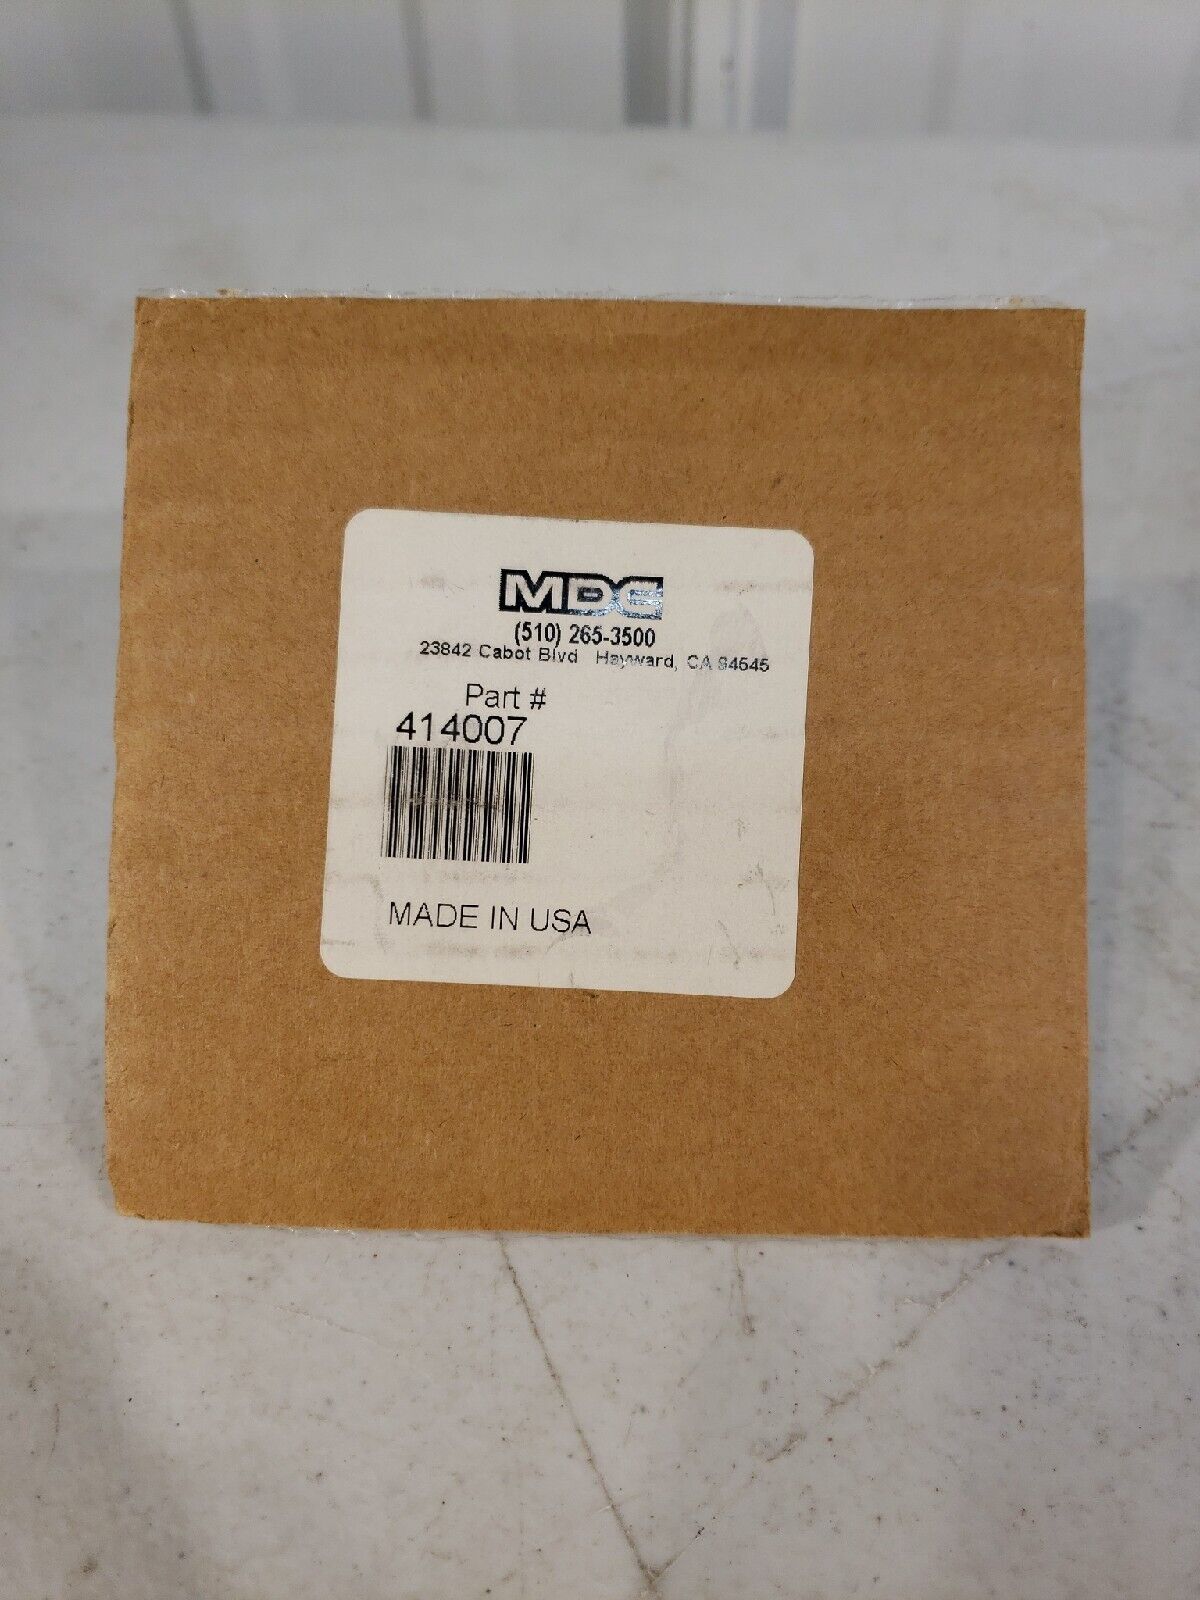 MDC
(510) 265-3500
23842 Cabot Blvd Hayward, CA 94545
Part #
414007
MADE IN USA